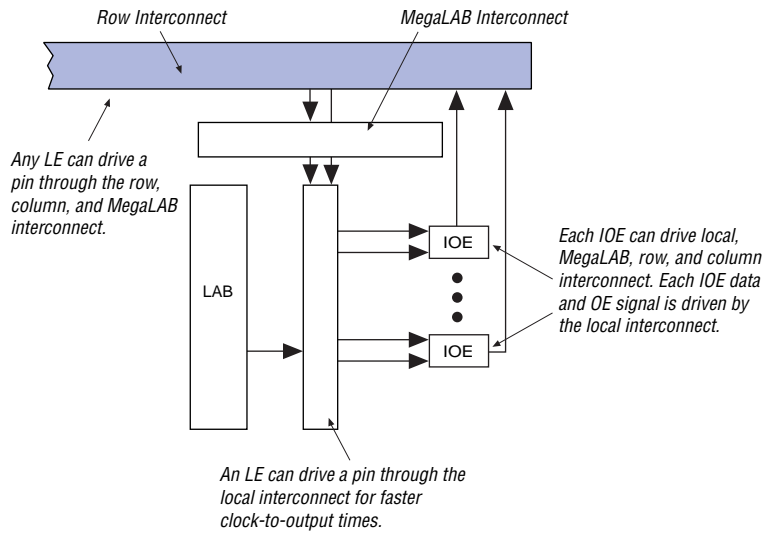 Row Interconnect
MegaLAB Interconnect
Any LE can drive a
pin through the row,
column, and MegaLAB
interconnect.
LAB
IOE
IOE
Each IOE can drive local,
MegaLAB, row, and column
interconnect. Each IOE data
and OE signal is driven by
the local interconnect.
An LE can drive a pin through the
local interconnect for faster
clock-to-output times.